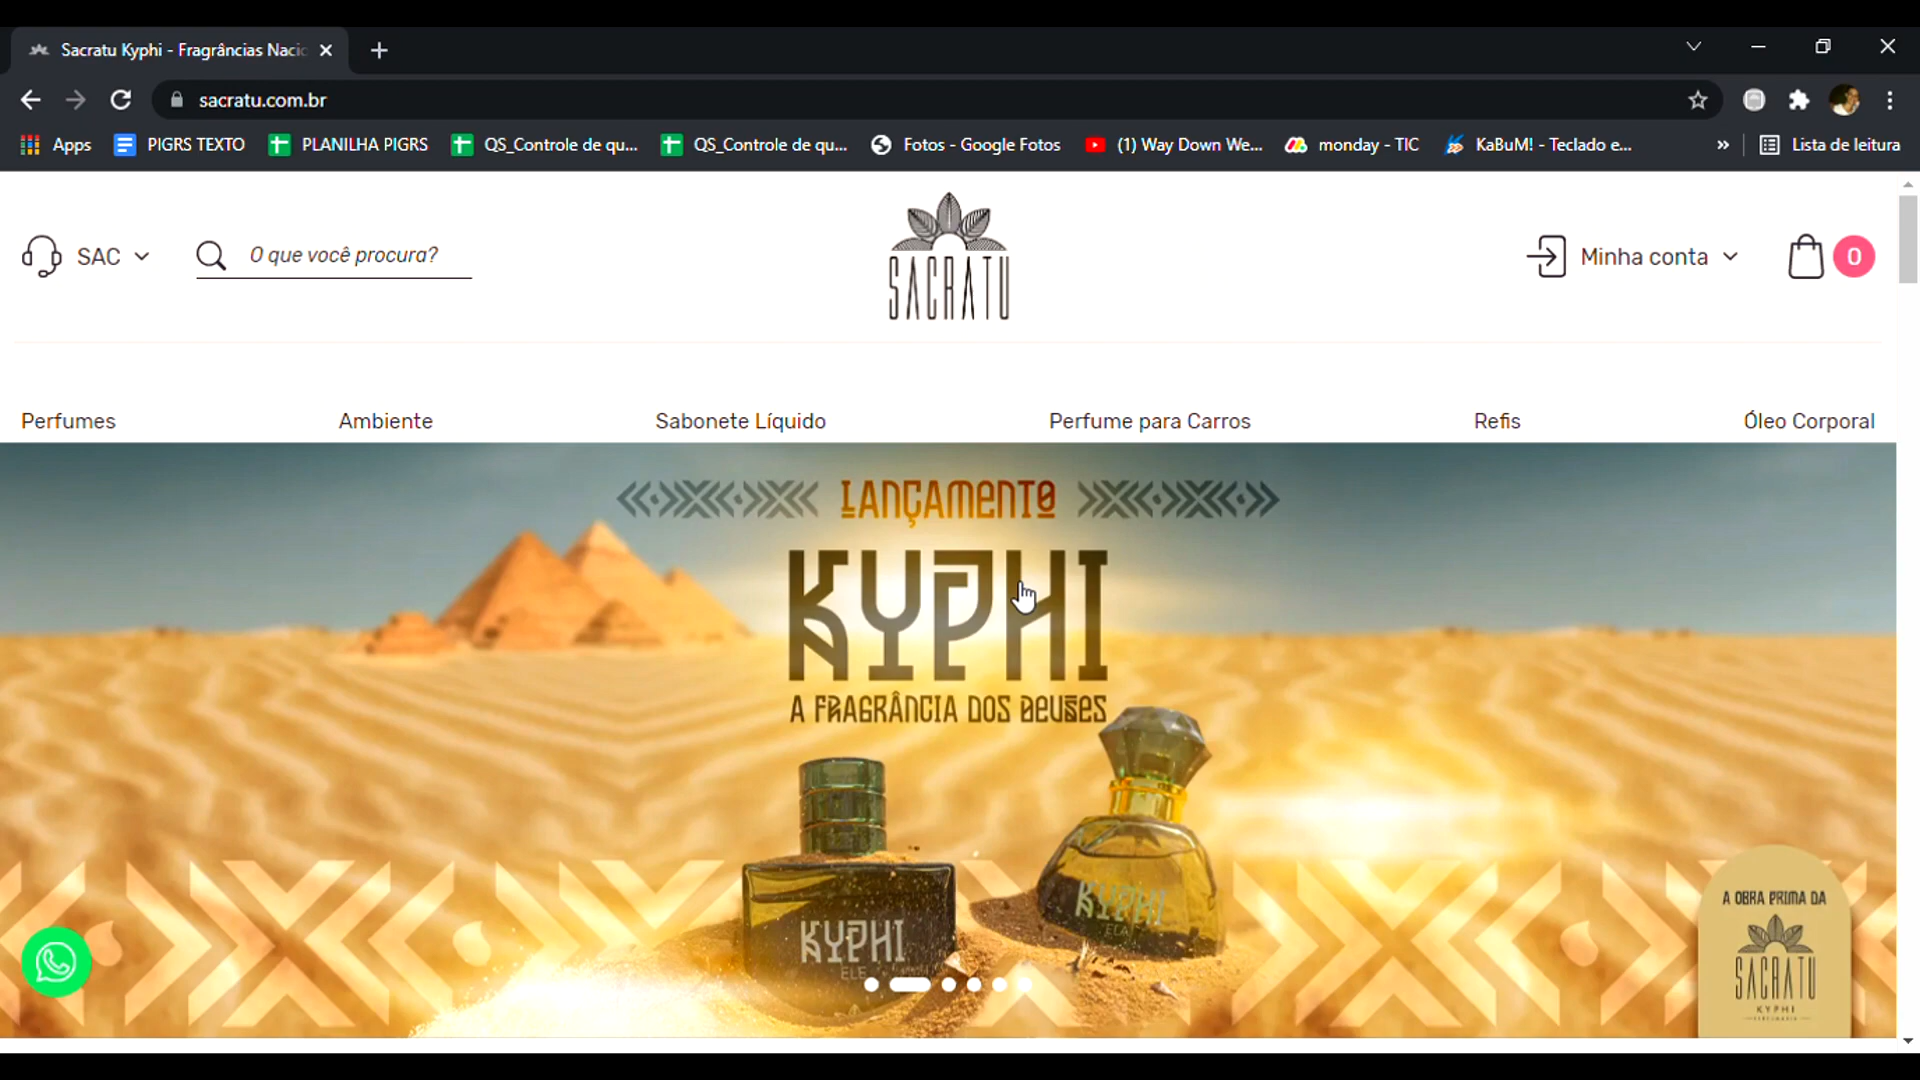 Sacratu Kyphi - Fragrâncias Nacio
sacratu.com.br
Apps
PIGRS TEXTO
PLANILHA PIGRS
QS_Controle de qu...
QS_Controle de qu...
Fotos - Google Fotos
(1) Way Down We...
monday - TIC
KaBuM! - Teclado e...
»
Lista de leitura
SAC
O que você procura?
SACRATU
Minha conta
0
Perfumes
Ambiente
Sabonete Líquido
Perfume para Carros
Refis
Óleo Corporal
LANÇAMENTO
KYPHI
A FRAGRÂNCIA DOS DEUSES
KYPHI
ELE
KYPHI
ELA
A OBRA PRIMA DA
SACRATU
KYPHI